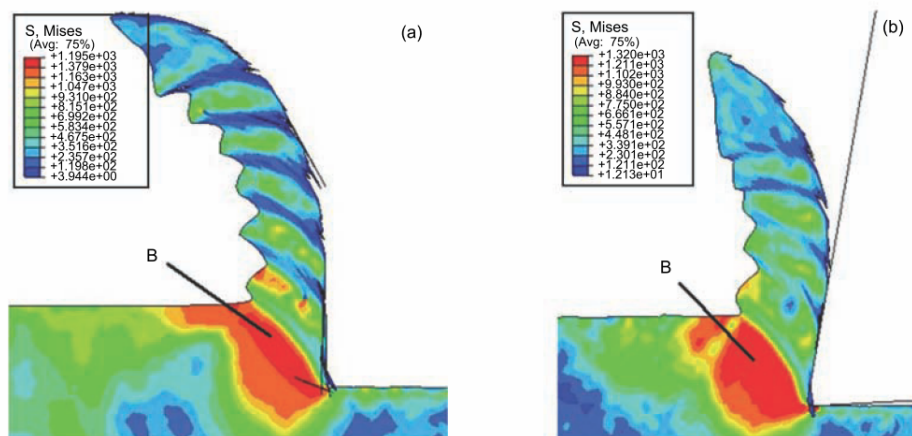 S, Mises
(Avg: 75%)
+1.195e+03
+1.379e+03
+1.163e+03
+1.047e+03
+9.310e+02
+8.151e+02
+6.992e+02
+5.834e+02
+4.675e+02
+3.516e+02
+2.357e+02
+1.198e+02
+3.944e+00
(a)
B
S, Mises
(Avg: 75%)
+1.320e+03
+1.211e+03
+1.102e+03
+9.930e+02
+8.840e+02
+7.750e+02
+6.661e+02
+5.571e+02
+4.481e+02
+3.391e+02
+2.301e+02
+1.211e+02
+1.213e+01
(b)
B